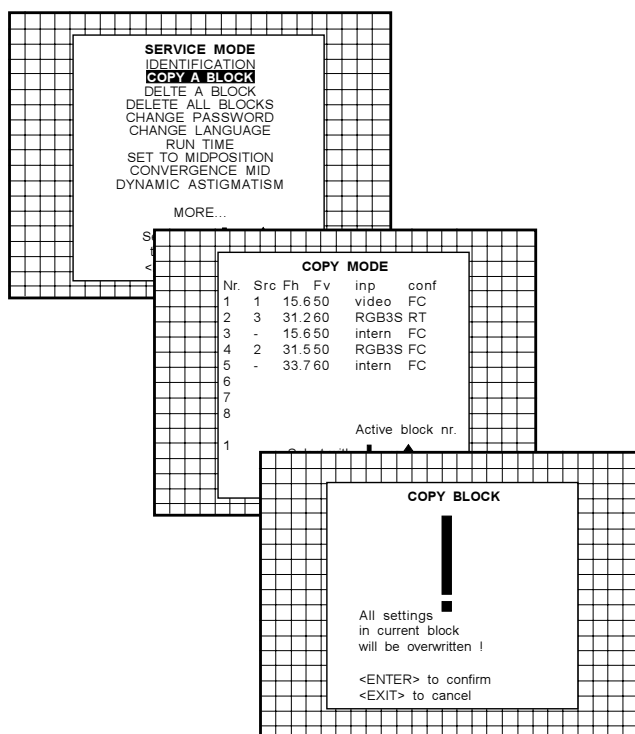 SERVICE MODE
IDENTIFICATION
COPY A BLOCK
DELTE A BLOCK
DELETE ALL BLOCKS
CHANGE PASSWORD
CHANGE LANGUAGE
RUN TIME
SET TO MIDPOSITION
CONVERGENCE MID
DYNAMIC ASTIGMATISM
MORE...
<
COPY MODE
Nr. Src Fh Fv inp conf
1 1 15.6 50 video FC
2 3 31.2 60 RGB3S RT
3 - 15.6 50 intern FC
4 2 31.5 50 RGB3S FC
5 - 33.7 60 intern FC
6
7
8
Active block nr.
1
COPY BLOCK
!
All settings
in current block
will be overwritten !
<ENTER> to confirm
<EXIT> to cancel